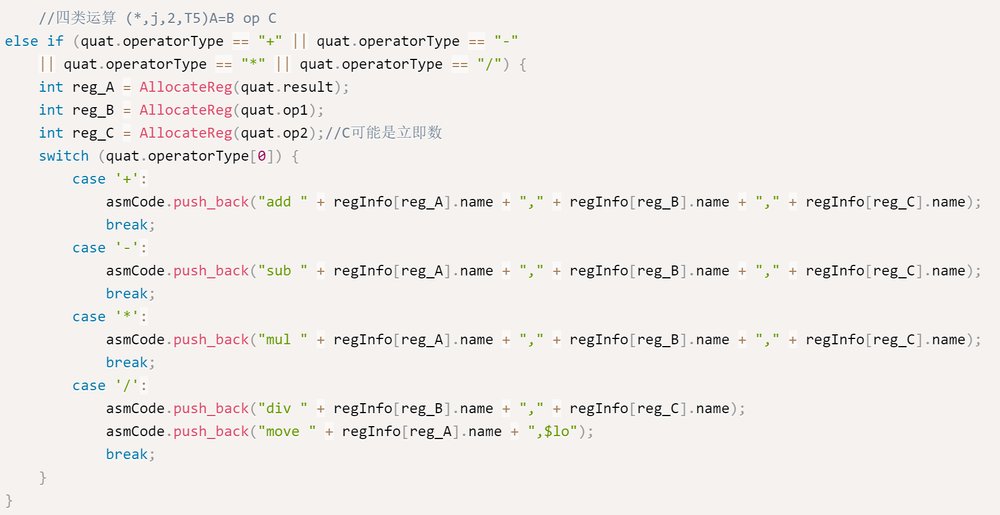 //四类运算 (*,j,2,T5)A=B op C
else if (quat.operatorType == "+" || quat.operatorType == "-"
|| quat.operatorType == "*" || quat.operatorType == "/") {
int reg_A = AllocateReg(quat.result);
int reg_B = AllocateReg(quat.op1);
int reg_C = AllocateReg(quat.op2);//C可能是立即数
switch (quat.operatorType[0]) {
case '+':
asmCode.push_back("add " + regInfo[reg_A].name + "," + regInfo[reg_B].name + "," + regInfo[reg_C].name);
break;
case '-':
asmCode.push_back("sub " + regInfo[reg_A].name + "," + regInfo[reg_B].name + "," + regInfo[reg_C].name);
break;
case '*':
asmCode.push_back("mul " + regInfo[reg_A].name + "," + regInfo[reg_B].name + "," + regInfo[reg_C].name);
break;
case '/':
asmCode.push_back("div " + regInfo[reg_B].name + "," + regInfo[reg_C].name);
asmCode.push_back("move " + regInfo[reg_A].name + ",$lo");
break;
}
}